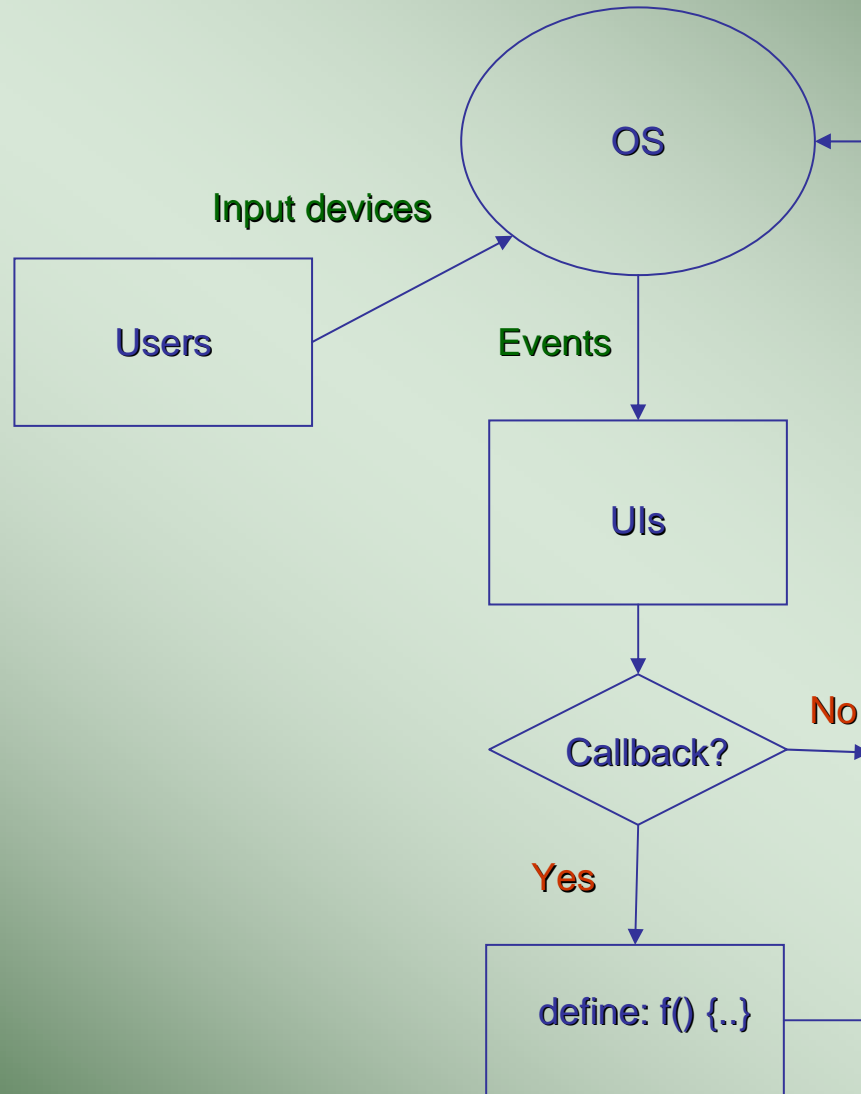 OS
Input devices
Users
Events
UIs
No
Callback?
Yes
define: f() {..}